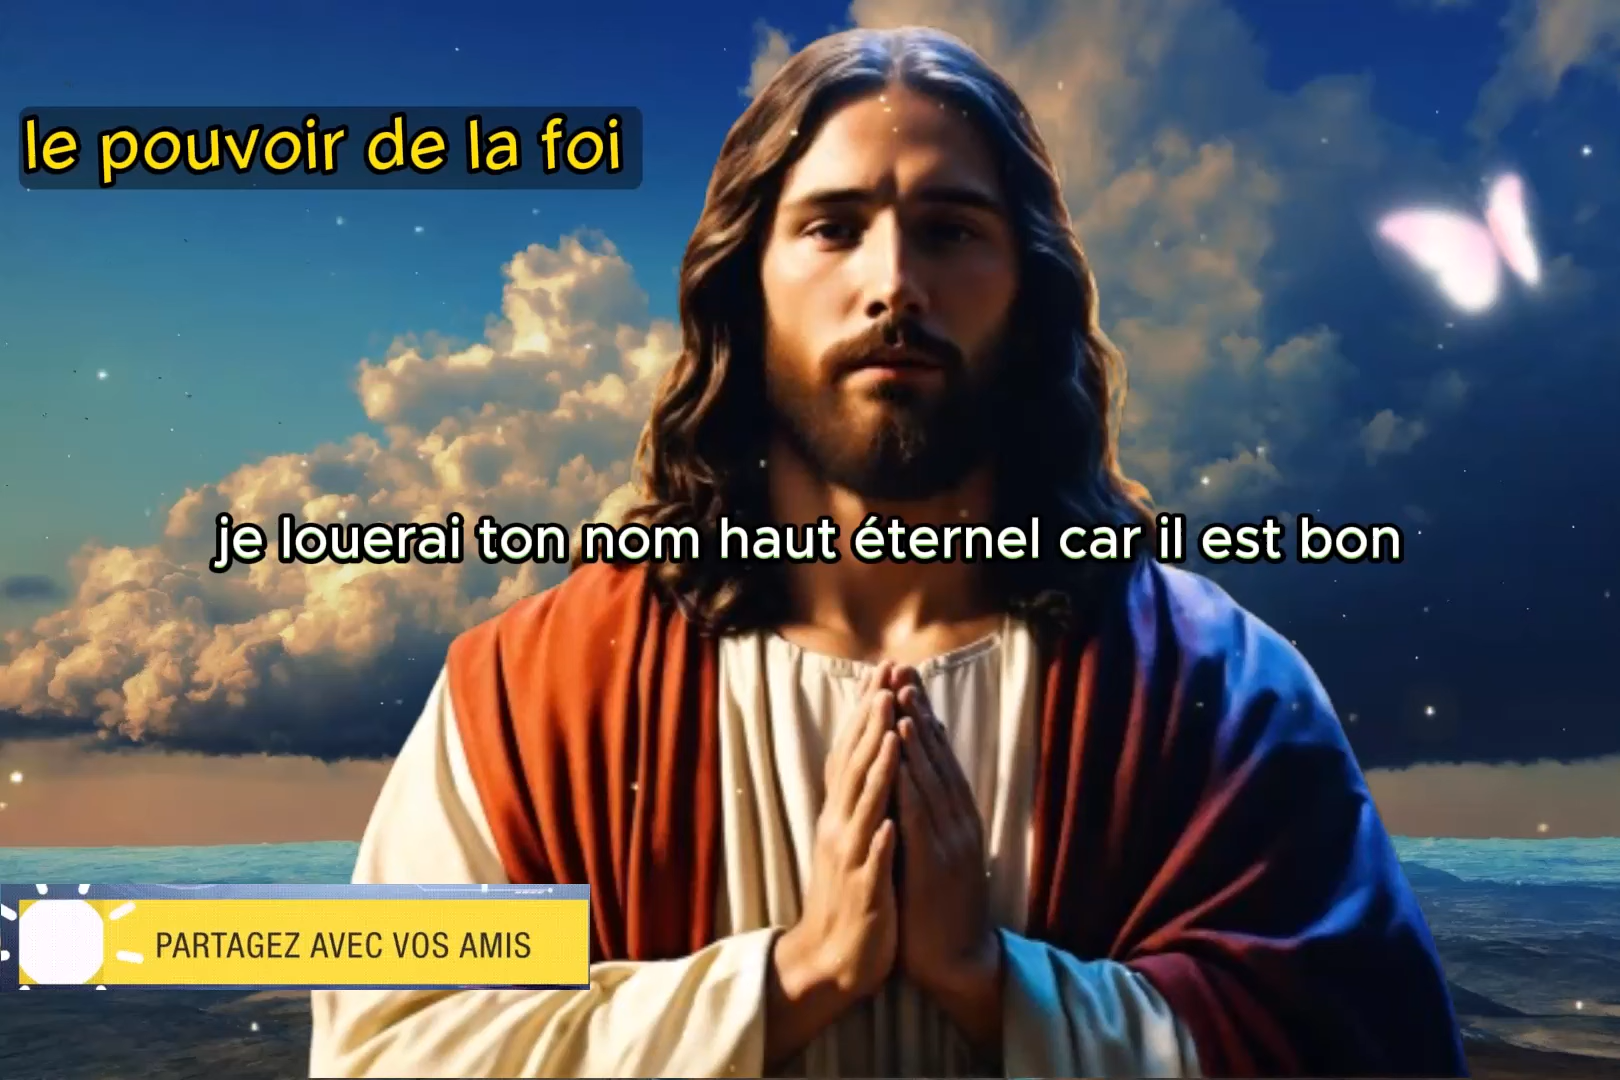 le pouvoir de la foi
je louerai ton nom haut éternel car il est bon
PARTAGEZ AVEC VOS AMIS